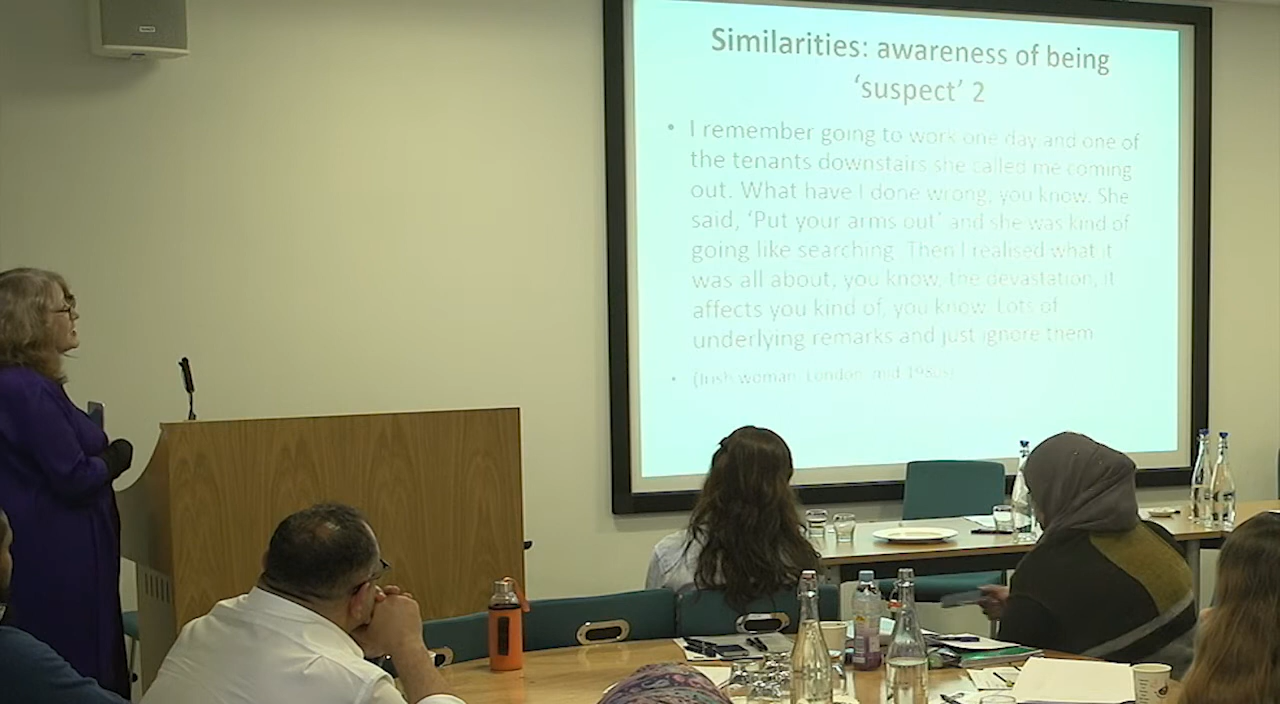 Similarities: awareness of being
‘suspect’ 2
• I remember going to work one day and one of
the tenants downstairs she called me coming
out. What have I done wrong, you know. She
said, ‘Put your arms out’ and she was kind of
going like searching. Then I realised what it
was all about, you know, the devastation, it
affects you kind of, you know. Lots of
underlying remarks and just ignore them
• (Irish woman, London, mid 1980s)